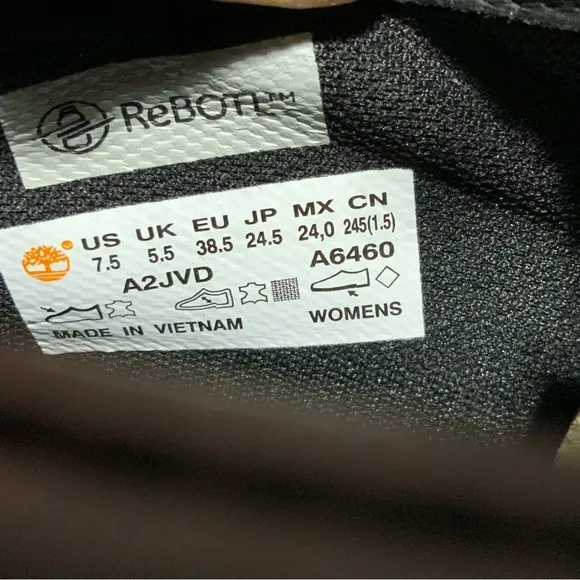 ReBOTL™
US UK EU JP MX CN
7.5 5.5 38.5 24.5 24,0 245(1.5)
A2JVD A6460
MADE IN VIETNAM WOMENS